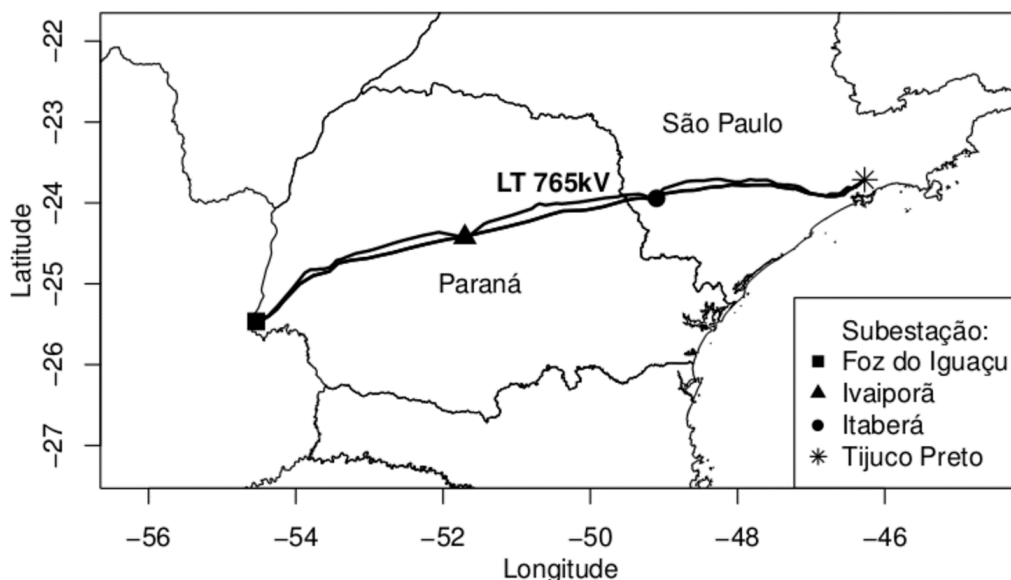 Latitude
−22
−23
−24
−25
−26
−27
São Paulo
LT 765kV
Paraná
Subestação:
Foz do Iguaçu
Ivaiporã
Itaberá
Tijuco Preto
−56
−54
−52
−50
−48
−46
Longitude